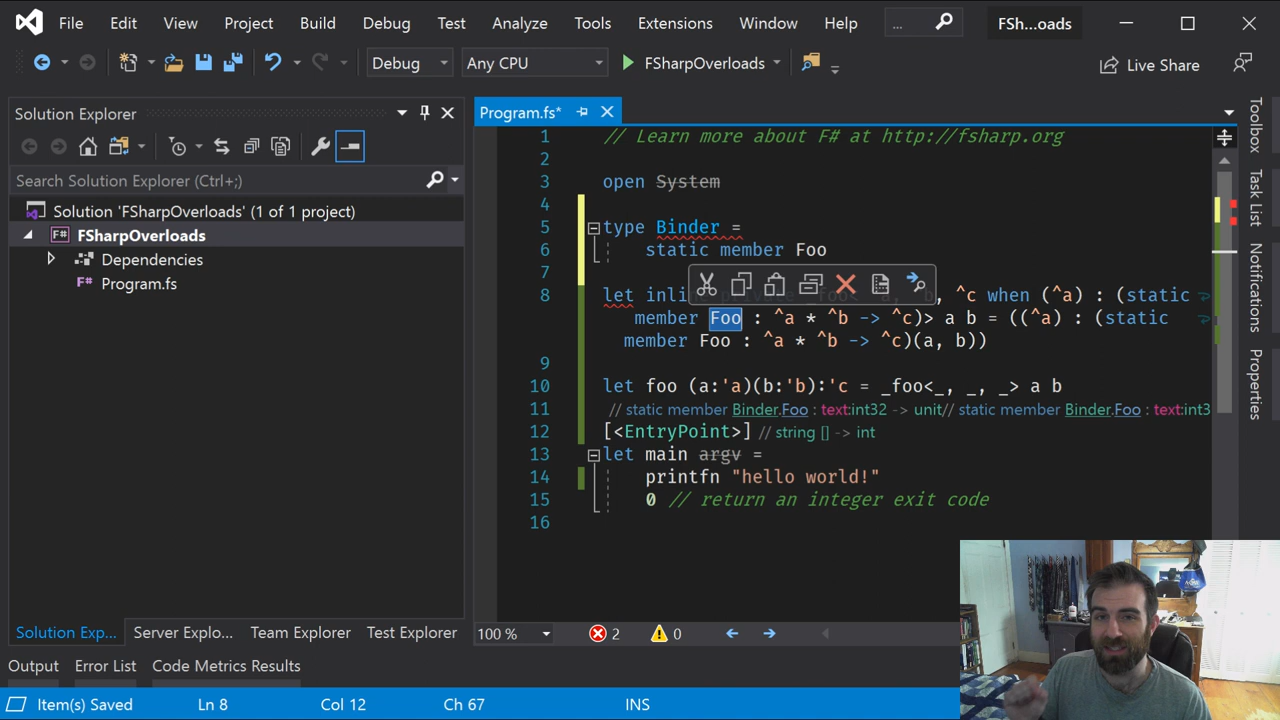 File Edit View Project Build Debug Test Analyze Tools Extensions Window Help ... FSh...oads
Debug Any CPU FSharpOverloads Live Share
Solution Explorer
Search Solution Explorer (Ctrl+;)
Solution 'FSharpOverloads' (1 of 1 project)
F# FSharpOverloads
Dependencies
F# Program.fs
Solution Exp... Server Explo... Team Explorer Test Explorer
Program.fs*
1 // Learn more about F# at http://fsharp.org
2
3 open System
4
5 type Binder =
6 static member Foo
7
8 let inli , ^c when (^a) : (static
member Foo : ^a * ^b -> ^c)> a b = ((^a) : (static
member Foo : ^a * ^b -> ^c)(a, b))
9
10 let foo (a:'a)(b:'b):'c = _foo<_, _, _> a b
11 // static member Binder.Foo : text:int32 -> unit// static member Binder.Foo : text:int3
12 [<EntryPoint>] // string [] -> int
13 let main argv =
14 printfn "hello world!"
15 0 // return an integer exit code
16
100 % 2 0
Toolbox
Task List
Notifications
Properties
Output Error List Code Metrics Results
Item(s) Saved Ln 8 Col 12 Ch 67 INS